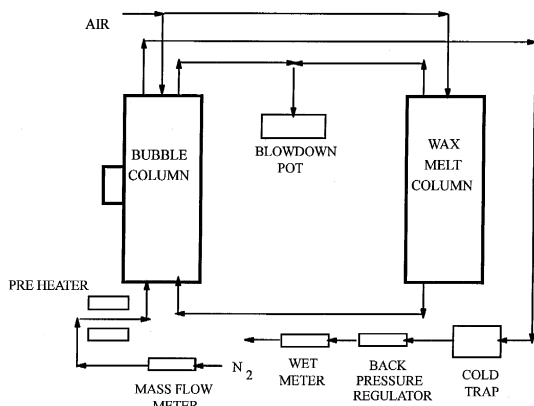 AIR
BUBBLE
COLUMN
BLOWDOWN
POT
WAX
MELT
COLUMN
PRE HEATER
N2
MASS FLOW
METER
WET
METER
BACK
PRESSURE
REGULATOR
COLD
TRAP